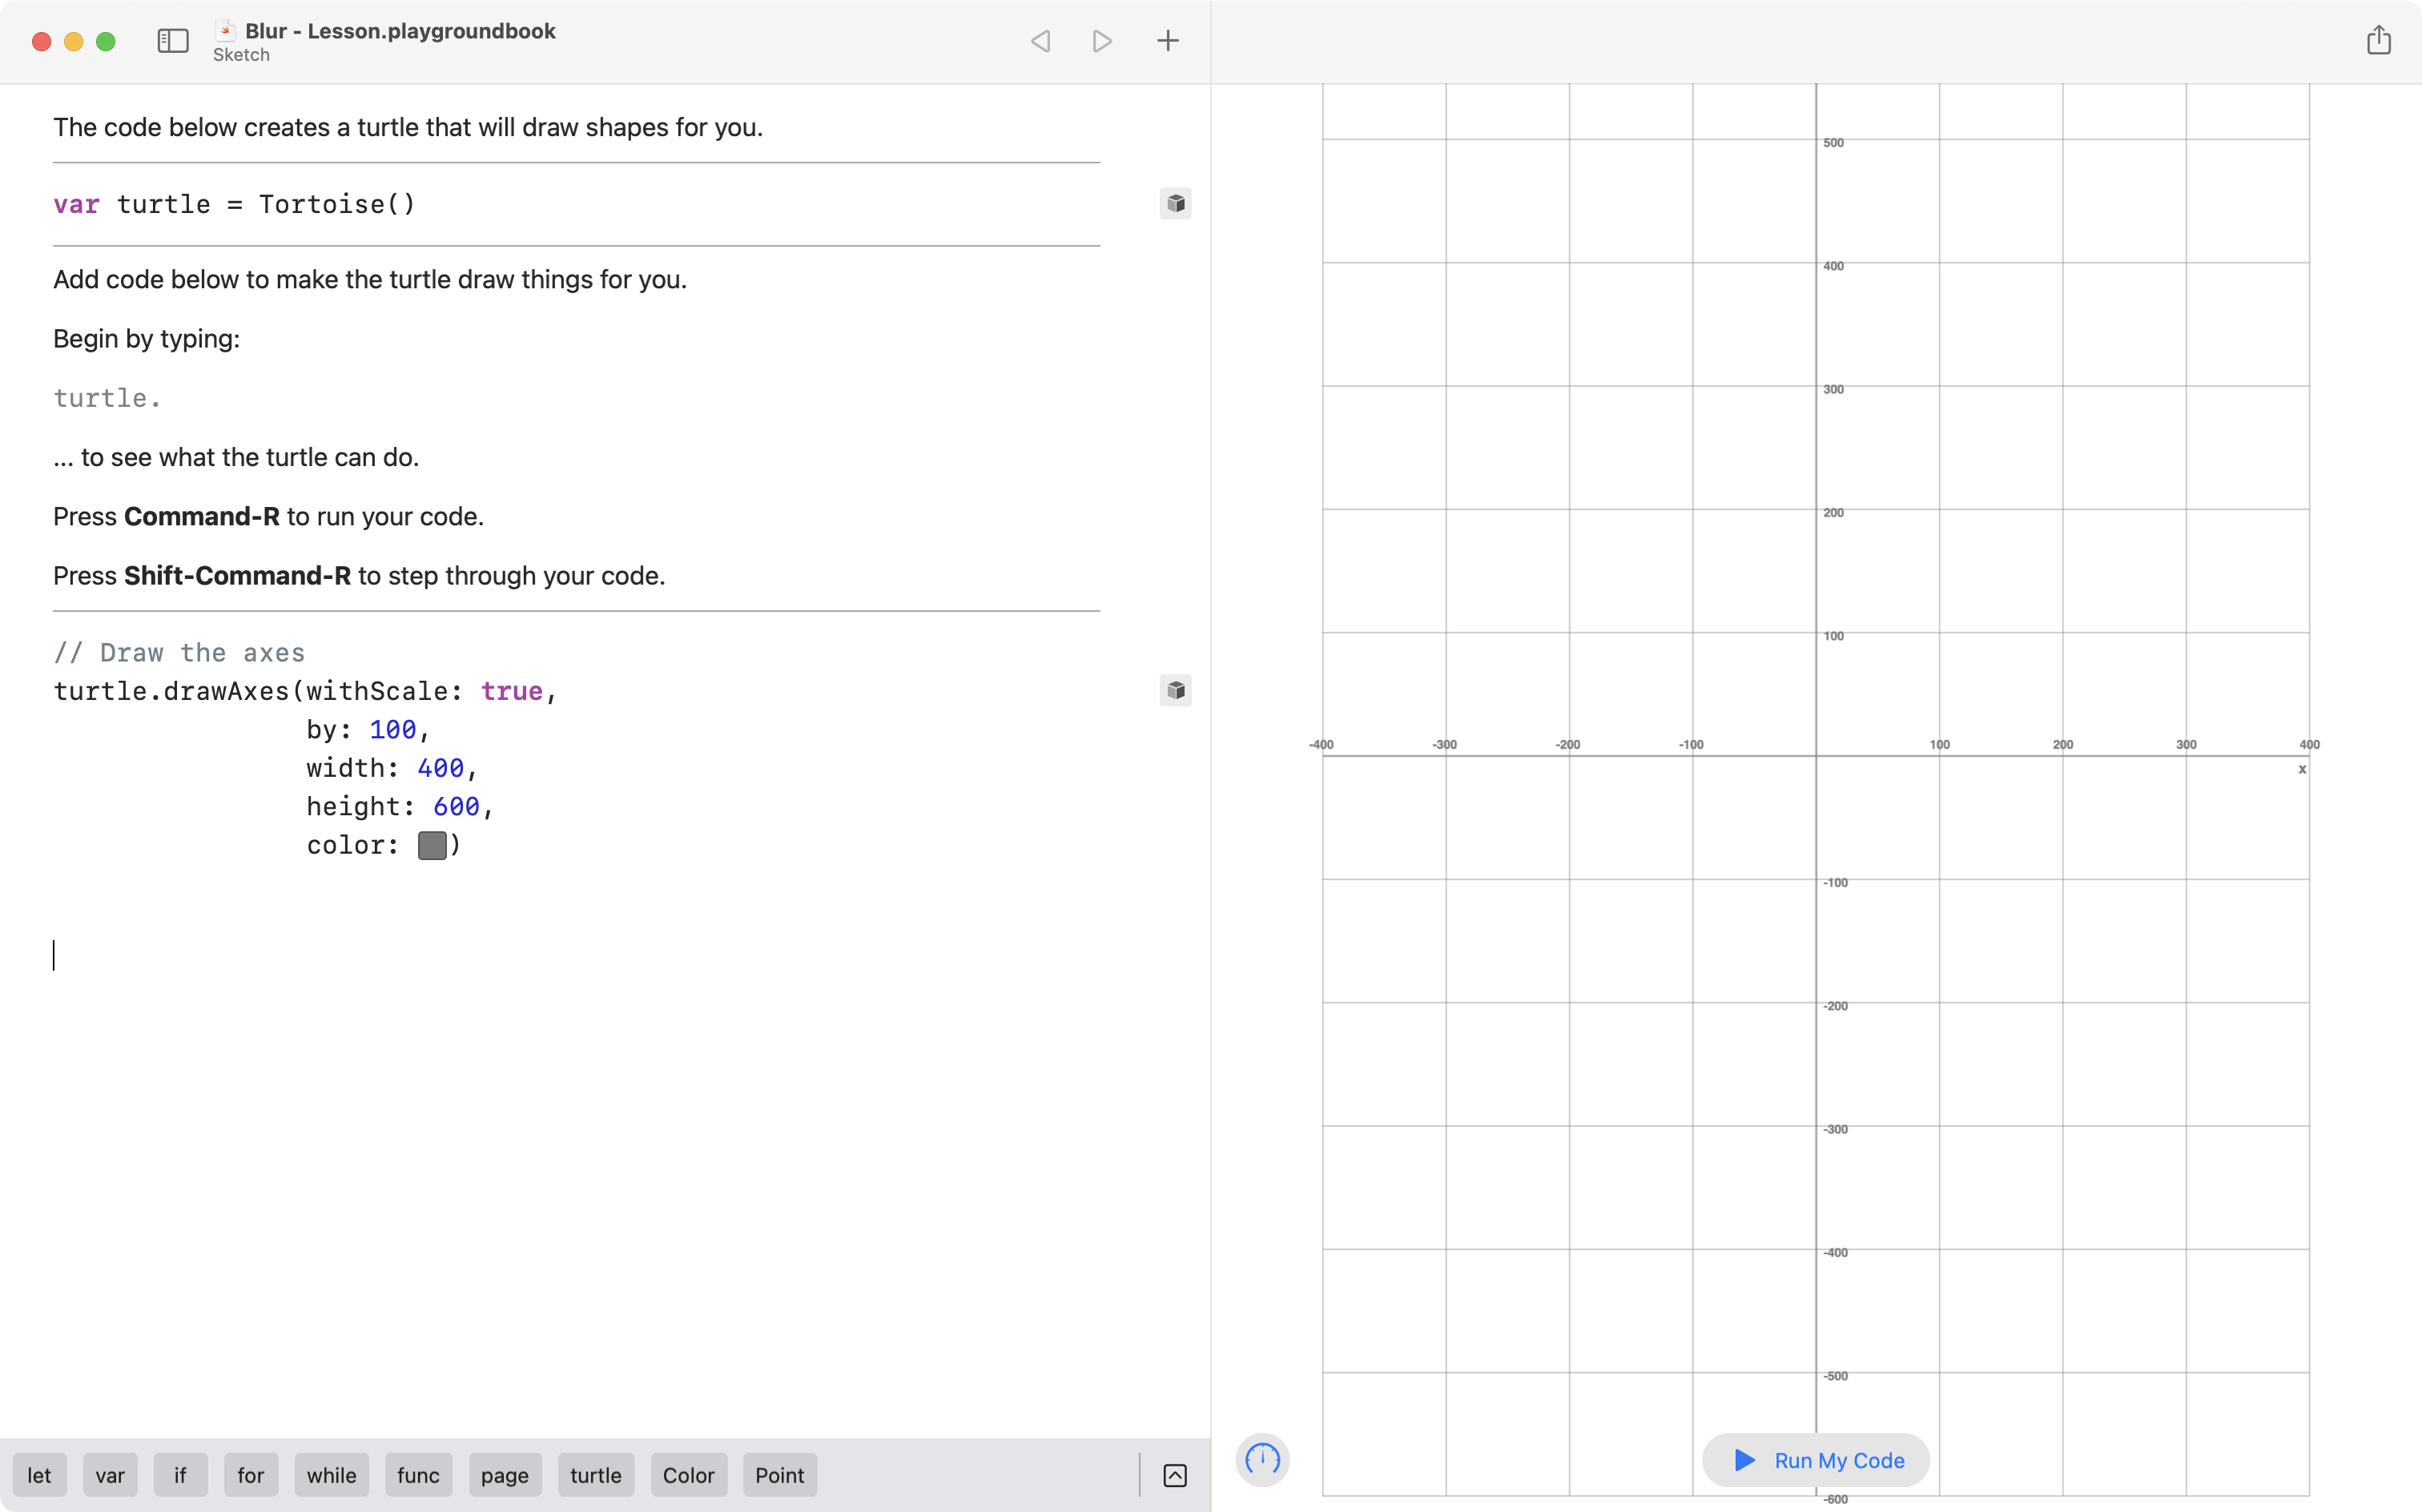 Blur - Lesson.playgroundbook
Sketch
The code below creates a turtle that will draw shapes for you.
var turtle = Tortoise()
Add code below to make the turtle draw things for you.
Begin by typing:
turtle.
... to see what the turtle can do.
Press Command-R to run your code.
Press Shift-Command-R to step through your code.
// Draw the axes
turtle.drawAxes(withScale: true,
by: 100,
width: 400,
height: 600,
color: )
let var if for while func page turtle Color Point
500
400
300
200
100
-400 -300 -200 -100 100 200 300 400
x
-100
-200
-300
-400
-500
Run My Code
-600